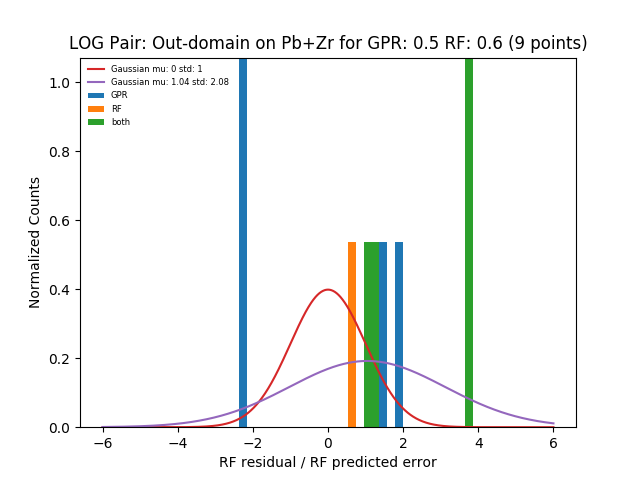 LOG Pair: Out-domain on Pb+Zr for GPR: 0.5 RF: 0.6 (9 points)
Gaussian mu: 0 std: 1
Gaussian mu: 1.04 std: 2.08
GPR
RF
both
1.0
0.8
0.6
0.4
0.2
0.0
Normalized Counts
−6 −4 −2 0 2 4 6
RF residual / RF predicted error